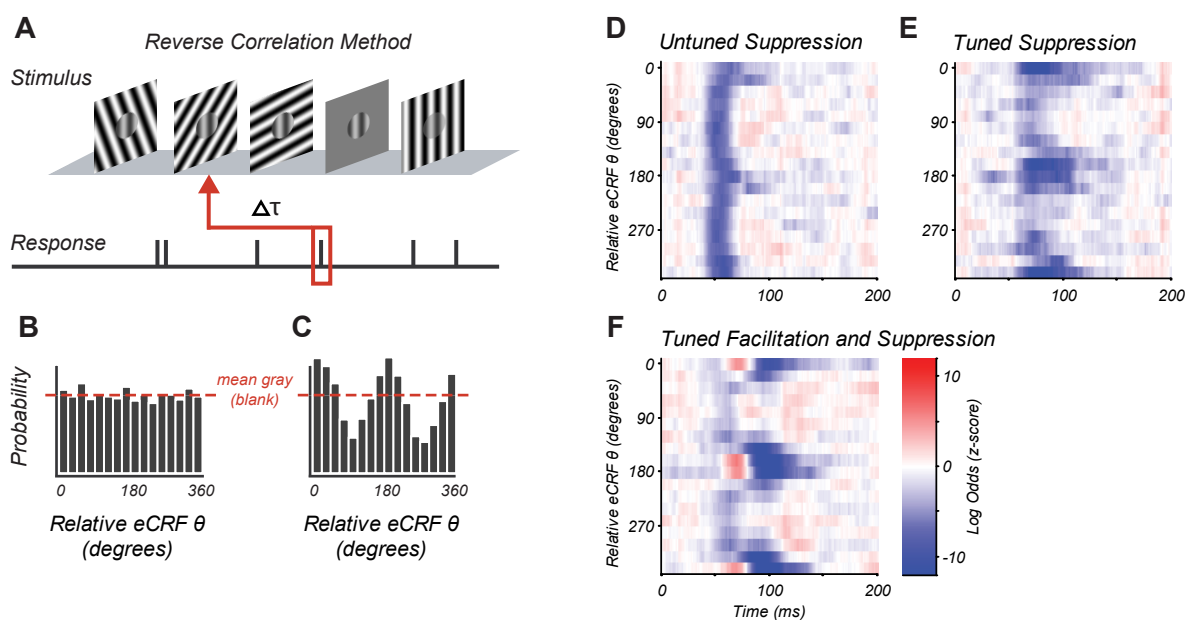 A
Reverse Correlation Method
Stimulus
Δτ
Response
B
C
Probability
mean gray
(blank)
0 180 360
0 180 360
Relative eCRF θ
(degrees)
Relative eCRF θ
(degrees)
D
Untuned Suppression
Relative eCRF θ (degrees)
0
90
180
270
0 100 200
E
Tuned Suppression
0
90
180
270
0 100 200
F
Tuned Facilitation and Suppression
Relative eCRF θ (degrees)
0
90
180
270
0 100 200
Time (ms)
10
0
-10
Log Odds (z-score)